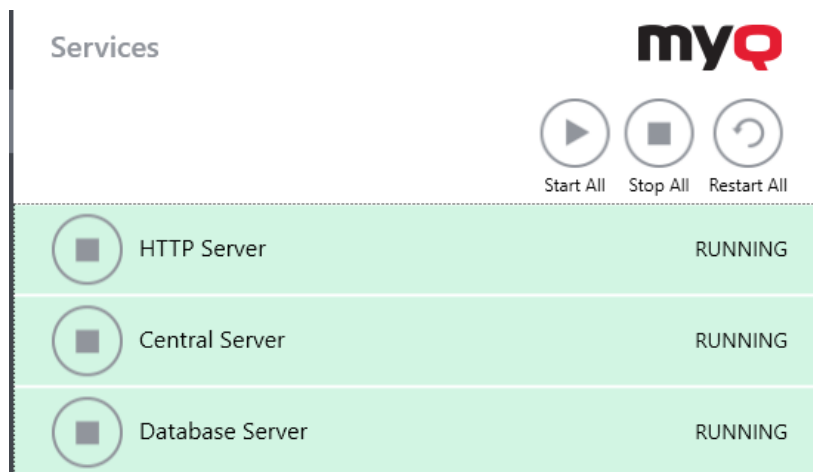 Services
myQ
Start All Stop All Restart All
HTTP Server RUNNING
Central Server RUNNING
Database Server RUNNING